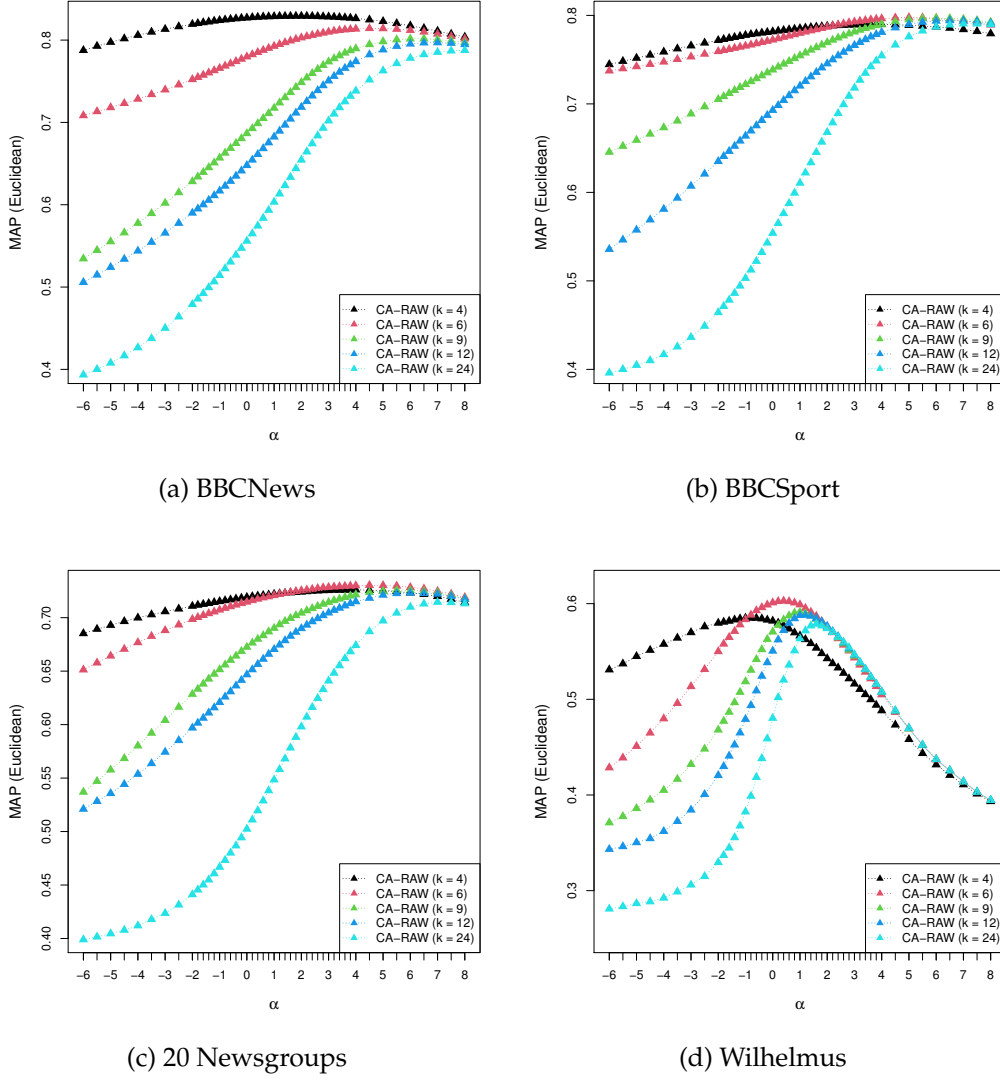 MAP (Euclidean)
0.8
0.7
0.6
0.5
0.4
CA−RAW (k = 4)
CA−RAW (k = 6)
CA−RAW (k = 9)
CA−RAW (k = 12)
CA−RAW (k = 24)
−6 −5 −4 −3 −2 −1 0 1 2 3 4 5 6 7 8
α
(a) BBCNews
MAP (Euclidean)
0.8
0.7
0.6
0.5
0.4
CA−RAW (k = 4)
CA−RAW (k = 6)
CA−RAW (k = 9)
CA−RAW (k = 12)
CA−RAW (k = 24)
−6 −5 −4 −3 −2 −1 0 1 2 3 4 5 6 7 8
α
(b) BBCSport
MAP (Euclidean)
0.70
0.65
0.60
0.55
0.50
0.45
0.40
CA−RAW (k = 4)
CA−RAW (k = 6)
CA−RAW (k = 9)
CA−RAW (k = 12)
CA−RAW (k = 24)
−6 −5 −4 −3 −2 −1 0 1 2 3 4 5 6 7 8
α
(c) 20 Newsgroups
MAP (Euclidean)
0.6
0.5
0.4
0.3
CA−RAW (k = 4)
CA−RAW (k = 6)
CA−RAW (k = 9)
CA−RAW (k = 12)
CA−RAW (k = 24)
−6 −5 −4 −3 −2 −1 0 1 2 3 4 5 6 7 8
α
(d) Wilhelmus